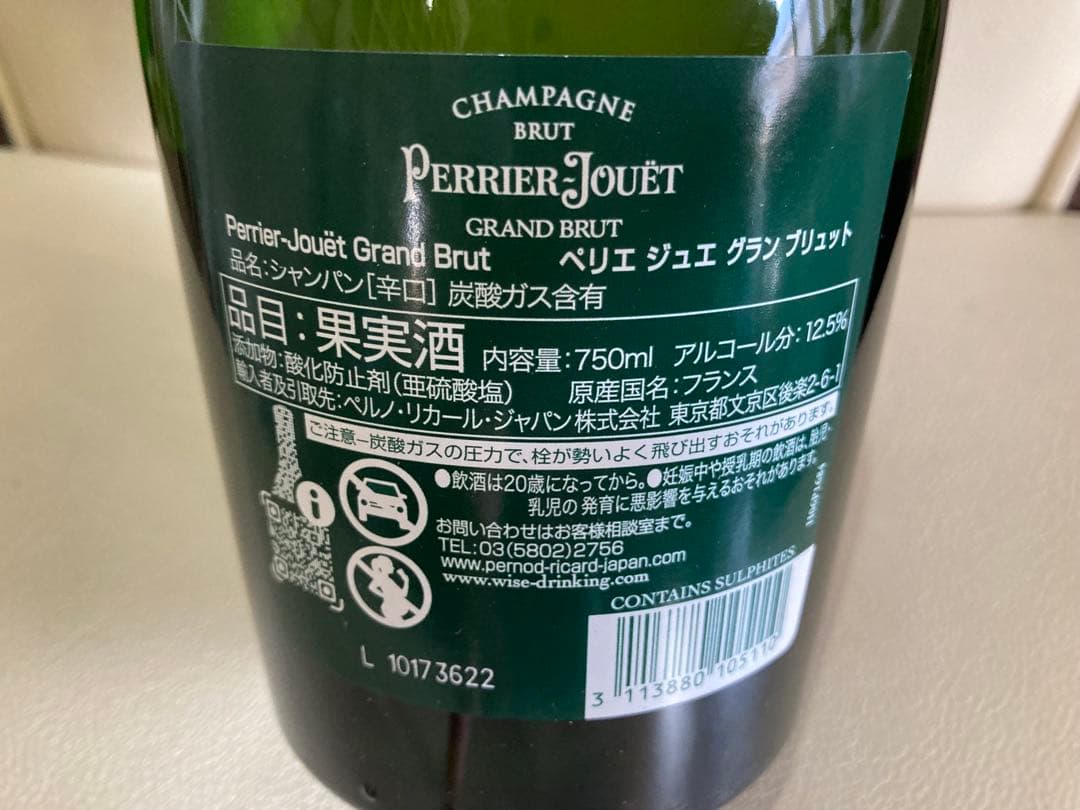 CHAMPAGNE
BRUT
PERRIER-JOUËT
GRAND BRUT
Perrier-Jouët Grand Brut ペリエ ジュエ グラン ブリュット
品名:シャンパン[辛口] 炭酸ガス含有
品目:果実酒 内容量:750ml アルコール分:12.5%
添加物:酸化防止剤(亜硫酸塩) 原産国名:フランス
輸入者及引取先:ペルノ・リカール・ジャパン株式会社 東京都文京区後楽2-6-1
ご注意−炭酸ガスの圧力で、栓が勢いよく飛び出すおそれがあります。
●飲酒は20歳になってから。●妊娠中や授乳期の飲酒は、胎児・
乳児の発育に悪影響を与えるおそれがあります。
お問い合わせはお客様相談室まで。
TEL:03(5802)2756
www.pernod-ricard-japan.com
www.wise-drinking.com
i
CONTAINS SULPHITES
L 10173622
3 113880 105110